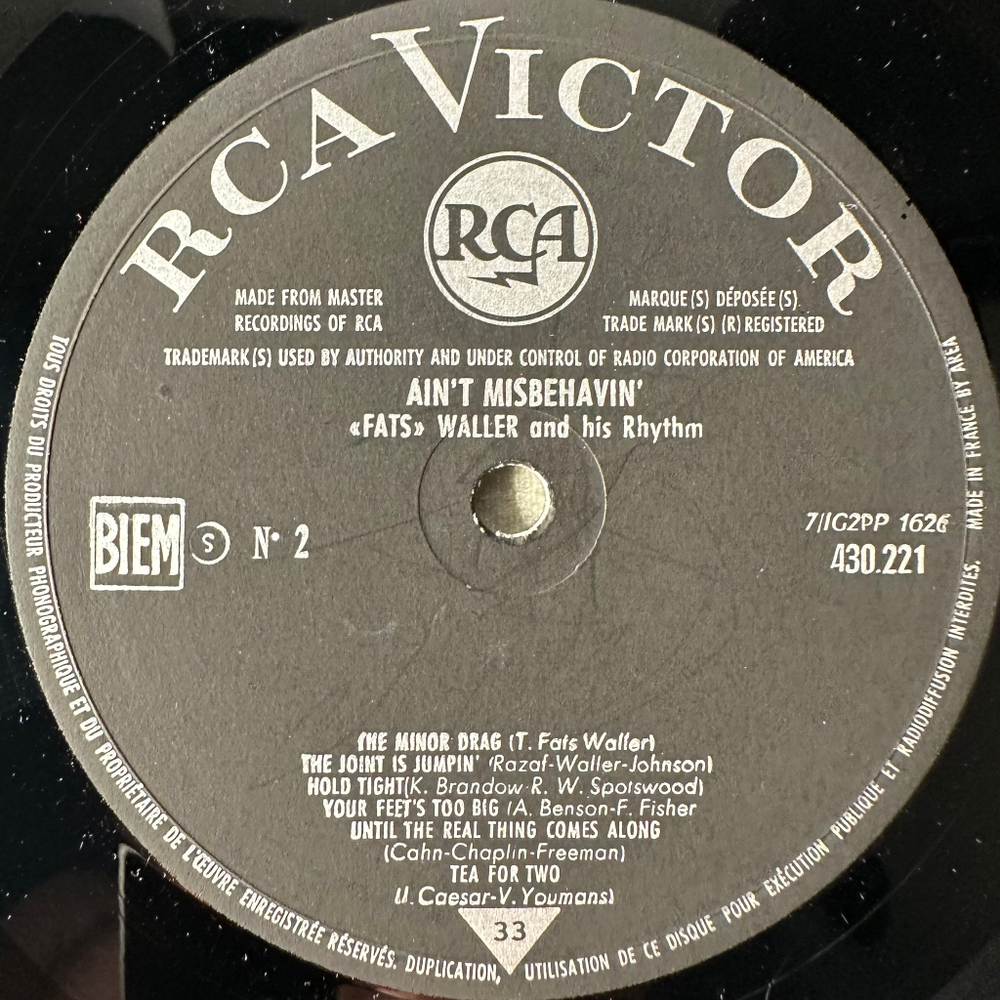 RCA VICTOR
RCA
MADE FROM MASTER
RECORDINGS OF RCA
MARQUE(S) DÉPOSÉE(S)
TRADE MARK(S) (R) REGISTERED
TRADEMARK(S) USED BY AUTHORITY AND UNDER CONTROL OF RADIO CORPORATION OF AMERICA
AIN'T MISBEHAVIN'
«FATS» WALLER and his Rhythm
BIEM S N° 2
7/IG2PP 1626
430.221
THE MINOR DRAG (T. Fats Waller)
THE JOINT IS JUMPIN' (Razaf-Waller-Johnson)
HOLD TIGHT (K. Brandow-R. W. Spotswood)
YOUR FEET'S TOO BIG (A. Benson-F. Fisher
UNTIL THE REAL THING COMES ALONG
(Cahn-Chaplin-Freeman)
TEA FOR TWO
(I. Caesar-V. Youmans)
33
TOUS DROITS DU PRODUCTEUR PHONOGRAPHIQUE ET DU PROPRIÉTAIRE DE L'ŒUVRE ENREGISTRÉE RÉSERVÉS. DUPLICATION, UTILISATION DE CE DISQUE POUR EXÉCUTION PUBLIQUE ET RADIODIFFUSION INTERDITES. MADE IN FRANCE BY AREA